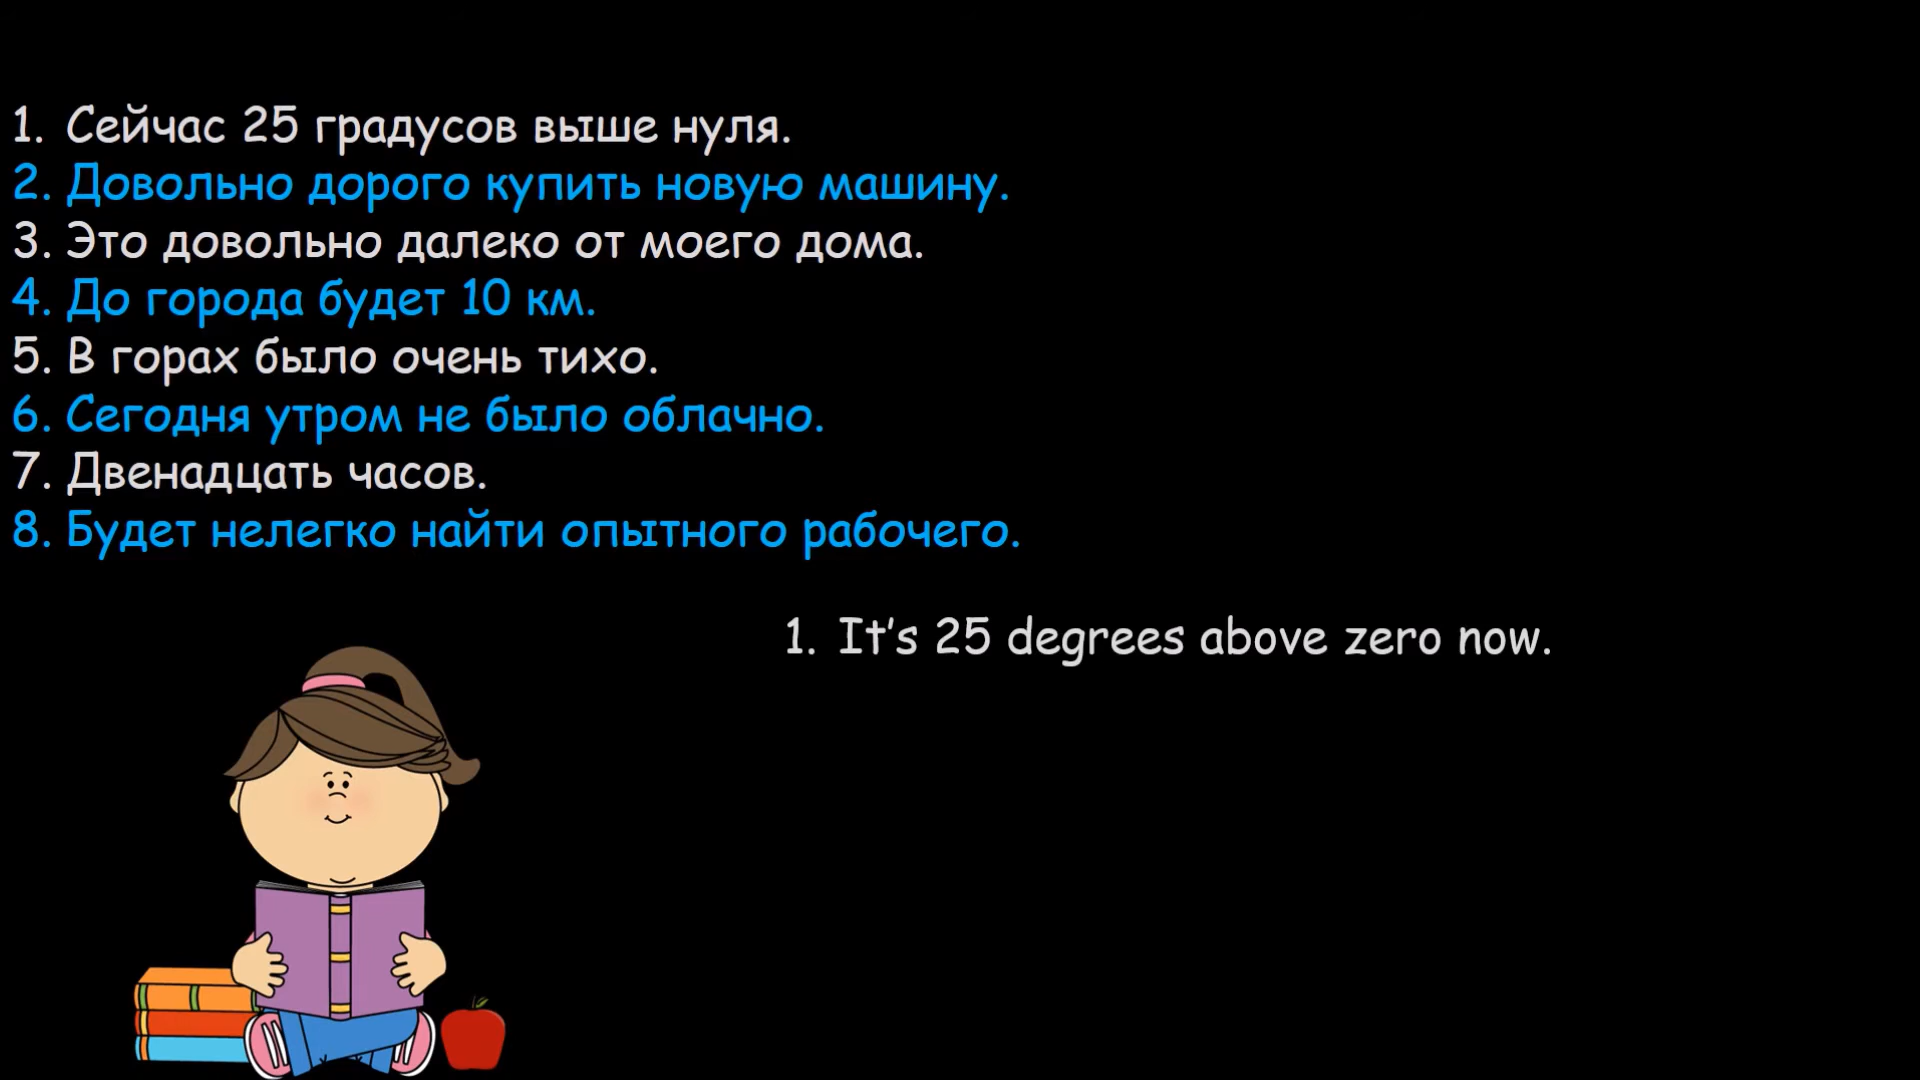 1. Сейчас 25 градусов выше нуля.
2. Довольно дорого купить новую машину.
3. Это довольно далеко от моего дома.
4. До города будет 10 км.
5. В горах было очень тихо.
6. Сегодня утром не было облачно.
7. Двенадцать часов.
8. Будет нелегко найти опытного рабочего.
1. It's 25 degrees above zero now.